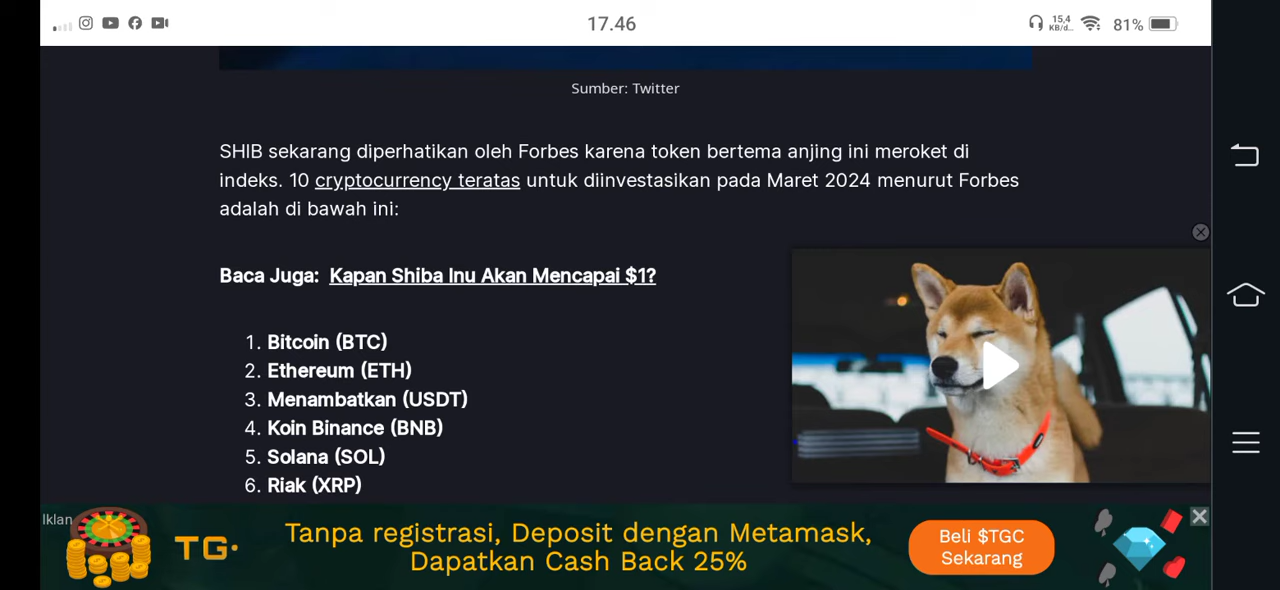 17.46
15,4
KB/d...
81%
Sumber: Twitter
SHIB sekarang diperhatikan oleh Forbes karena token bertema anjing ini meroket di
indeks. 10 cryptocurrency teratas untuk diinvestasikan pada Maret 2024 menurut Forbes
adalah di bawah ini:
Baca Juga: Kapan Shiba Inu Akan Mencapai $1?
1. Bitcoin (BTC)
2. Ethereum (ETH)
3. Menambatkan (USDT)
4. Koin Binance (BNB)
5. Solana (SOL)
6. Riak (XRP)
Iklan
TG
Tanpa registrasi, Deposit dengan Metamask,
Dapatkan Cash Back 25%
Beli $TGC
Sekarang